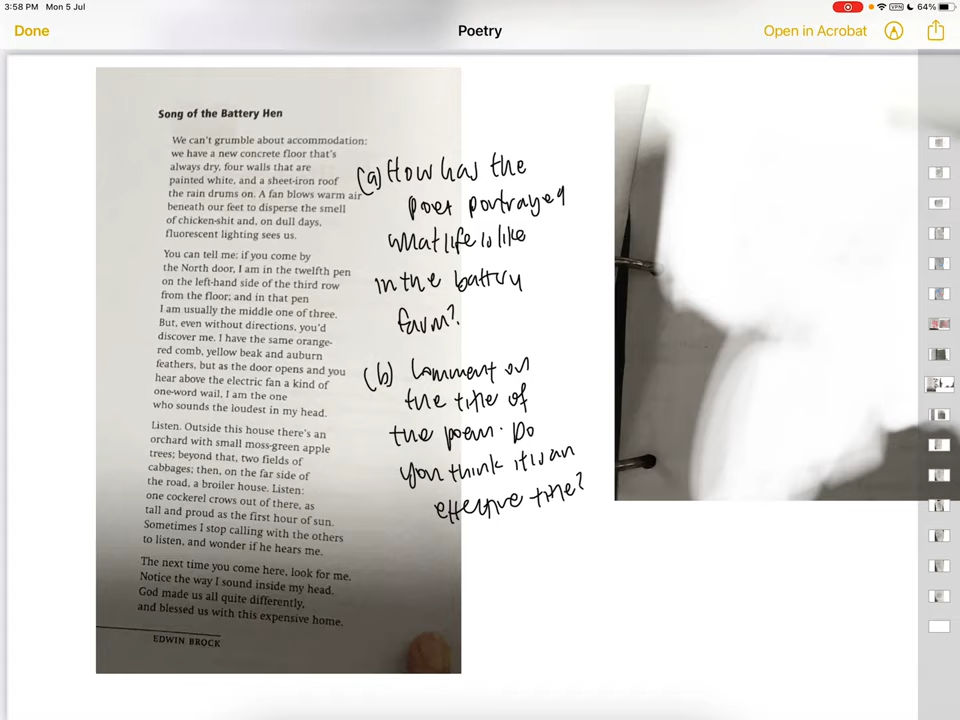 3:58 PM Mon 5 Jul
VPN 64%
Done
Poetry
Open in Acrobat
Song of the Battery Hen
We can't grumble about accommodation:
we have a new concrete floor that's
always dry, four walls that are
painted white, and a sheet-iron roof
the rain drums on. A fan blows warm air
beneath our feet to disperse the smell
of chicken-shit and, on dull days,
fluorescent lighting sees us.
You can tell me: if you come by
the North door, I am in the twelfth pen
on the left-hand side of the third row
from the floor; and in that pen
I am usually the middle one of three.
But, even without directions, you'd
discover me. I have the same orange-
red comb, yellow beak and auburn
feathers, but as the door opens and you
hear above the electric fan a kind of
one-word wail, I am the one
who sounds the loudest in my head.
Listen. Outside this house there's an
orchard with small moss-green apple
trees; beyond that, two fields of
cabbages; then, on the far side of
the road, a broiler house. Listen:
one cockerel crows out of there, as
tall and proud as the first hour of sun.
Sometimes I stop calling with the others
to listen, and wonder if he hears me.
The next time you come here, look for me.
Notice the way I sound inside my head.
God made us all quite differently,
and blessed us with this expensive home.
EDWIN BROCK
(a) How has the
poet portrayed
what life is like
in the battery
farm?
(b) Comment on
the title of
the poem. Do
you think it is an
effective title?